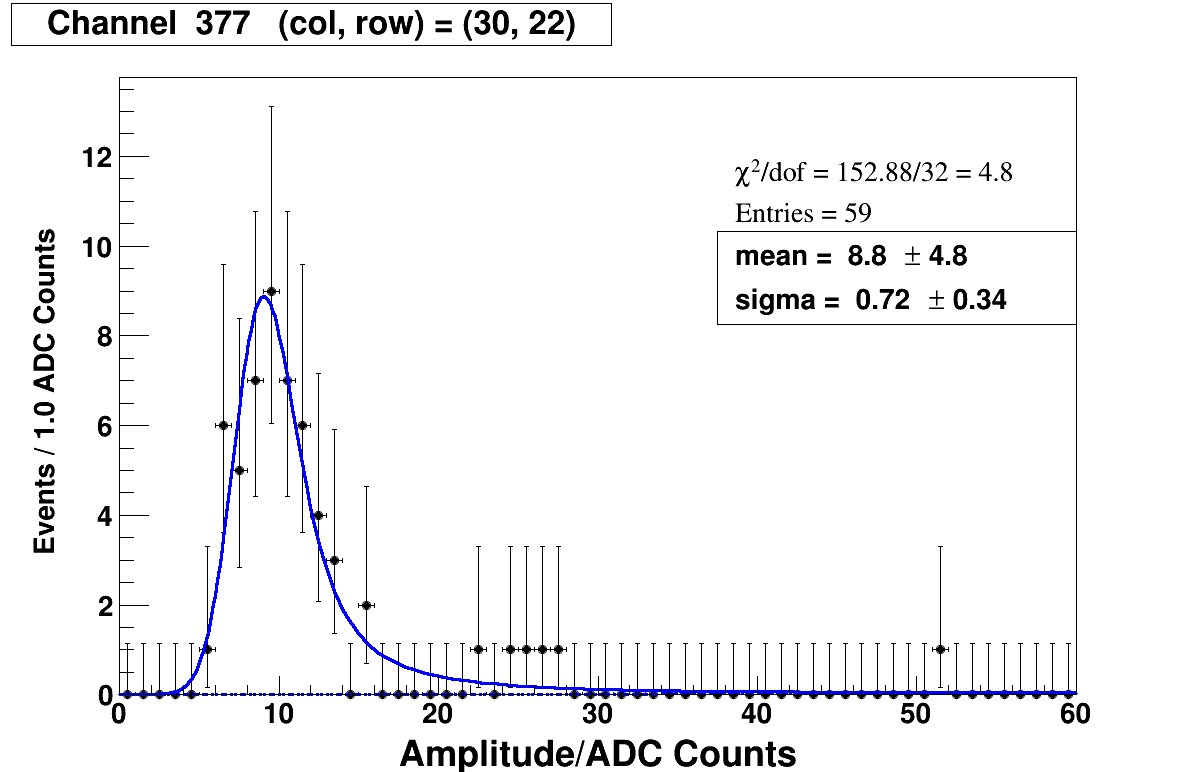 Channel 377 (col, row) = (30, 22)
χ²/dof = 152.88/32 = 4.8
Entries = 59
mean = 8.8 ± 4.8
sigma = 0.72 ± 0.34
Events / 1.0 ADC Counts
12
10
8
6
4
2
0
0 10 20 30 40 50 60
Amplitude/ADC Counts